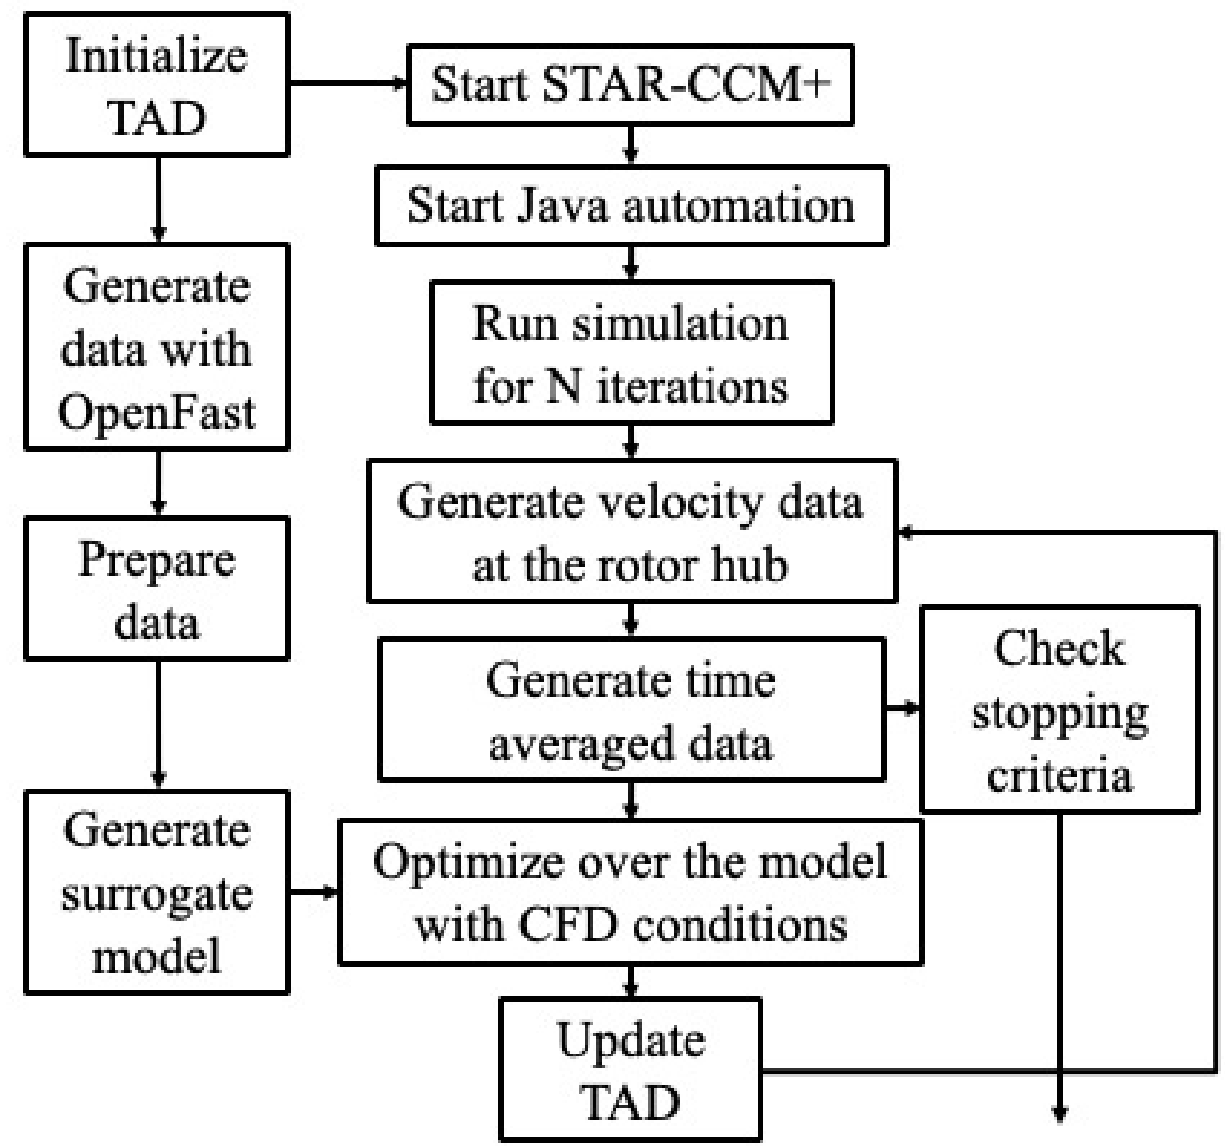 Initialize
TAD
Start STAR-CCM+
Start Java automation
Generate
data with
OpenFast
Run simulation
for N iterations
Generate velocity data
at the rotor hub
Prepare
data
Generate time
averaged data
Check
stopping
criteria
Generate
surrogate
model
Optimize over the model
with CFD conditions
Update
TAD